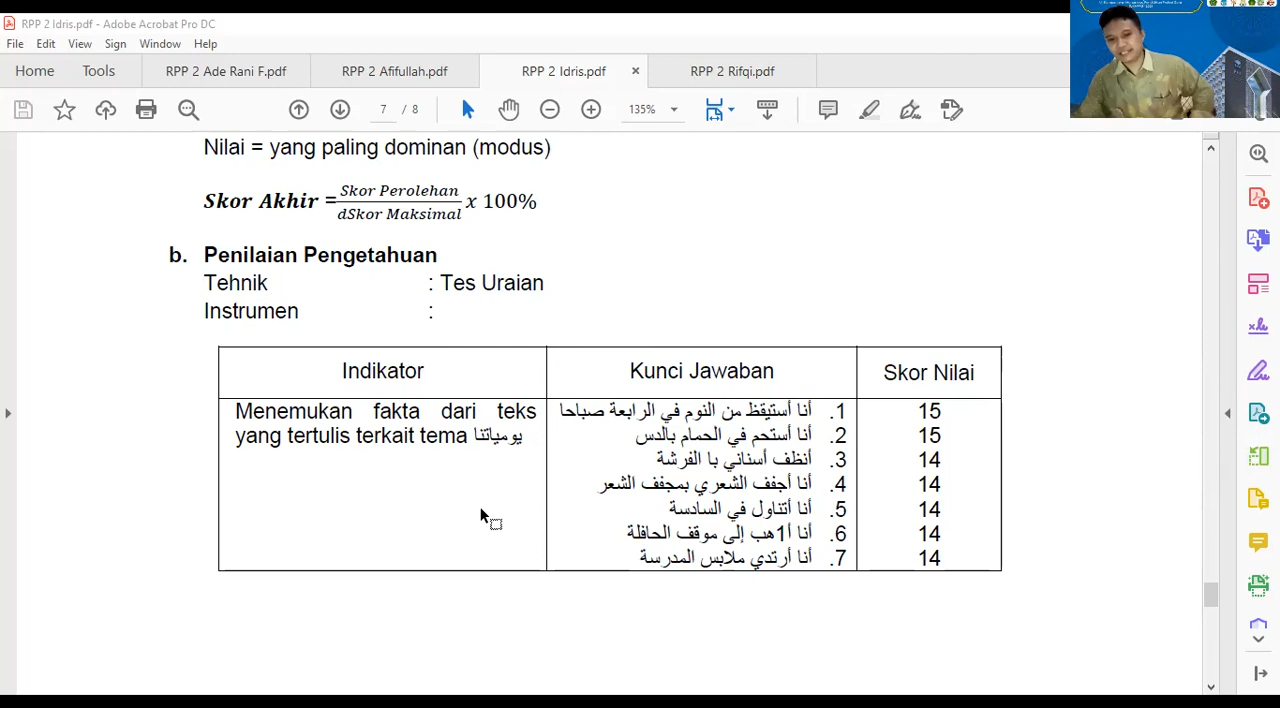 RPP 2 Idris.pdf - Adobe Acrobat Pro DC
File Edit View Sign Window Help
Home Tools RPP 2 Ade Rani F.pdf RPP 2 Afifullah.pdf RPP 2 Idris.pdf × RPP 2 Rifqi.pdf
7 / 8 135%
Nilai = yang paling dominan (modus)
Skor Akhir = Skor Perolehan / dSkor Maksimal x 100%
b. Penilaian Pengetahuan
Tehnik : Tes Uraian
Instrumen :
Indikator Kunci Jawaban Skor Nilai
Menemukan fakta dari teks
yang tertulis terkait tema يومياتنا
1. أنا أستيقظ من النوم في الرابعة صباحا 15
2. أنا أستحم في الحمام بالدس 15
3. أنظف أسناني با الفرشة 14
4. أنا أجفف الشعري بمجفف الشعر 14
5. أنا أتناول في السادسة 14
6. أنا أ1هب إلى موقف الحافلة 14
7. أنا أرتدي ملابس المدرسة 14